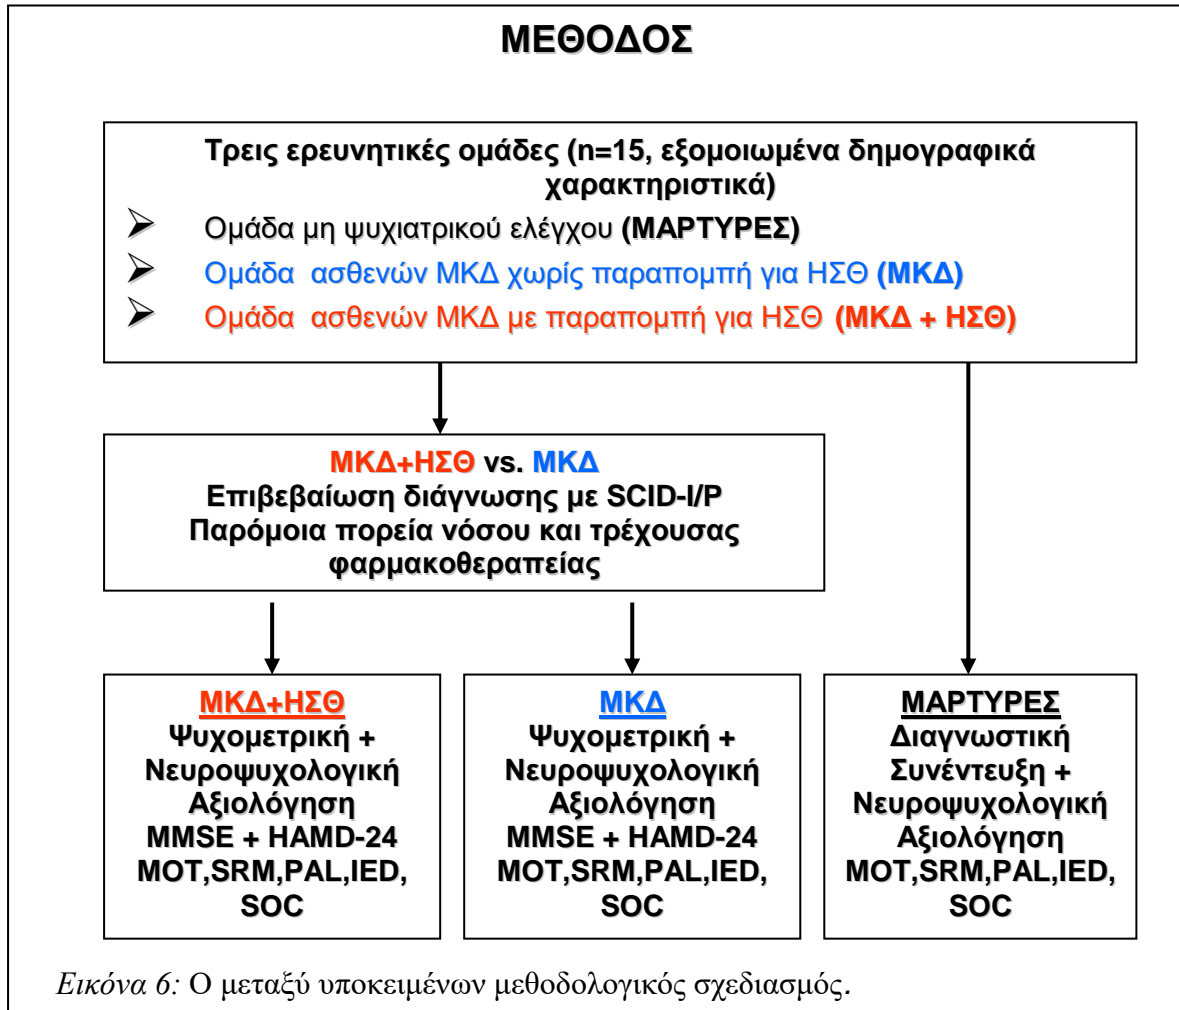 ΜΕΘΟΔΟΣ
Τρεις ερευνητικές ομάδες (n=15, εξομοιωμένα δημογραφικά
χαρακτηριστικά)
➢ Ομάδα μη ψυχιατρικού ελέγχου (ΜΑΡΤΥΡΕΣ)
➢ Ομάδα ασθενών ΜΚΔ χωρίς παραπομπή για ΗΣΘ (ΜΚΔ)
➢ Ομάδα ασθενών ΜΚΔ με παραπομπή για ΗΣΘ (ΜΚΔ + ΗΣΘ)
ΜΚΔ+ΗΣΘ vs. ΜΚΔ
Επιβεβαίωση διάγνωσης με SCID-I/P
Παρόμοια πορεία νόσου και τρέχουσας
φαρμακοθεραπείας
ΜΚΔ+ΗΣΘ
Ψυχομετρική +
Νευροψυχολογική
Αξιολόγηση
MMSE + HAMD-24
MOT,SRM,PAL,IED,
SOC
ΜΚΔ
Ψυχομετρική +
Νευροψυχολογική
Αξιολόγηση
MMSE + HAMD-24
MOT,SRM,PAL,IED,
SOC
ΜΑΡΤΥΡΕΣ
Διαγνωστική
Συνέντευξη +
Νευροψυχολογική
Αξιολόγηση
MOT,SRM,PAL,IED,
SOC
Εικόνα 6: Ο μεταξύ υποκειμένων μεθοδολογικός σχεδιασμός.